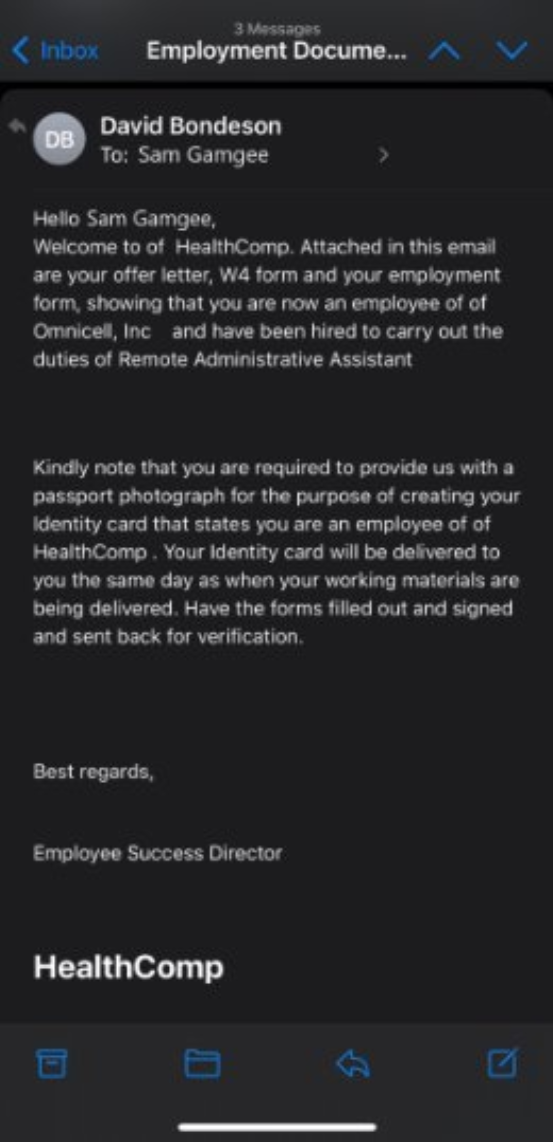 3 Messages
Inbox
Employment Docume...
DB
David Bondeson
To: Sam Gamgee
Hello Sam Gamgee,
Welcome to of HealthComp. Attached in this email
are your offer letter, W4 form and your employment
form, showing that you are now an employee of of
Omnicell, Inc and have been hired to carry out the
duties of Remote Administrative Assistant
Kindly note that you are required to provide us with a
passport photograph for the purpose of creating your
Identity card that states you are an employee of of
HealthComp . Your Identity card will be delivered to
you the same day as when your working materials are
being delivered. Have the forms filled out and signed
and sent back for verification.
Best regards,
Employee Success Director
HealthComp